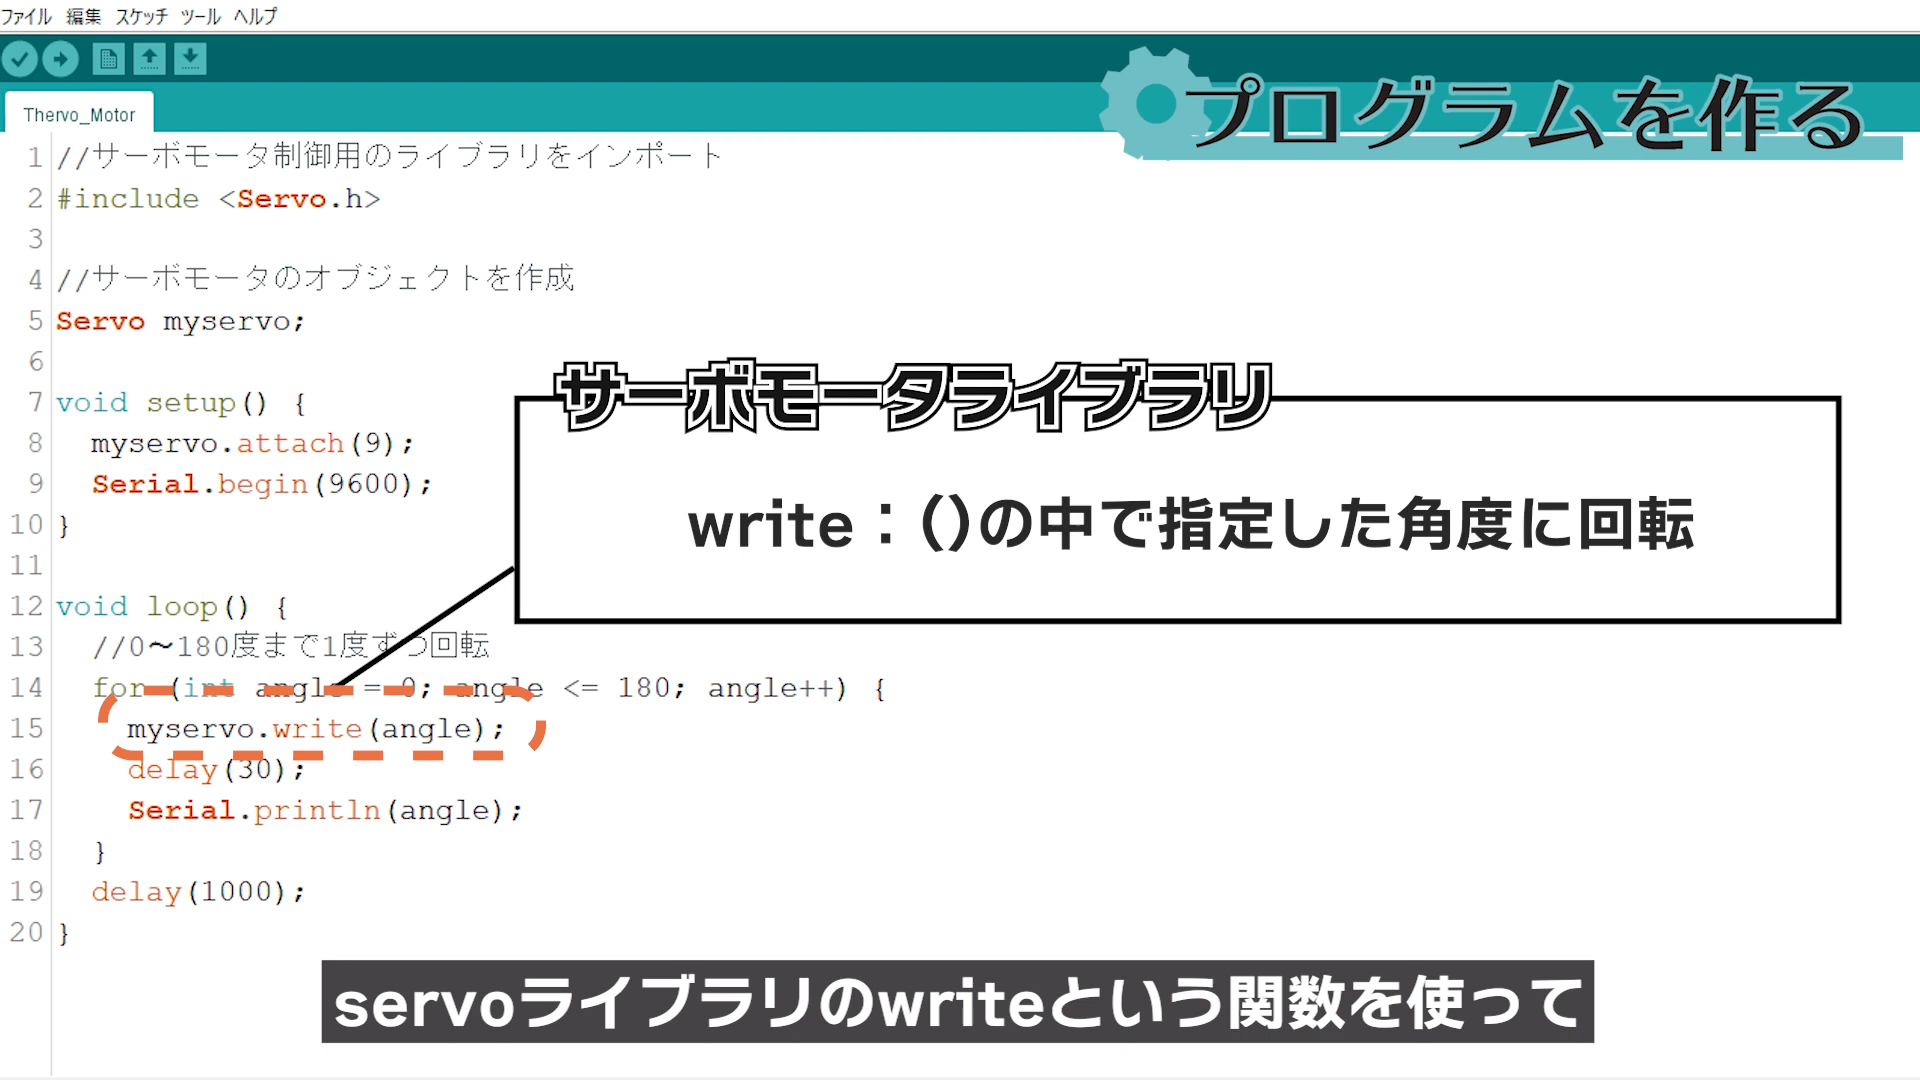 ファイル 編集 スケッチ ツール ヘルプ
プログラムを作る
Thervo_Motor
1 //サーボモータ制御用のライブラリをインポート
2 #include <Servo.h>
3
4 //サーボモータのオブジェクトを作成
5 Servo myservo;
6
7 void setup() {
8 myservo.attach(9);
9 Serial.begin(9600);
10 }
11
12 void loop() {
13 //0～180度まで1度ずつ回転
14 for (int angle = 0; angle <= 180; angle++) {
15 myservo.write(angle);
16 delay(30);
17 Serial.println(angle);
18 }
19 delay(1000);
20 }
サーボモータライブラリ
write：()の中で指定した角度に回転
servoライブラリのwriteという関数を使って